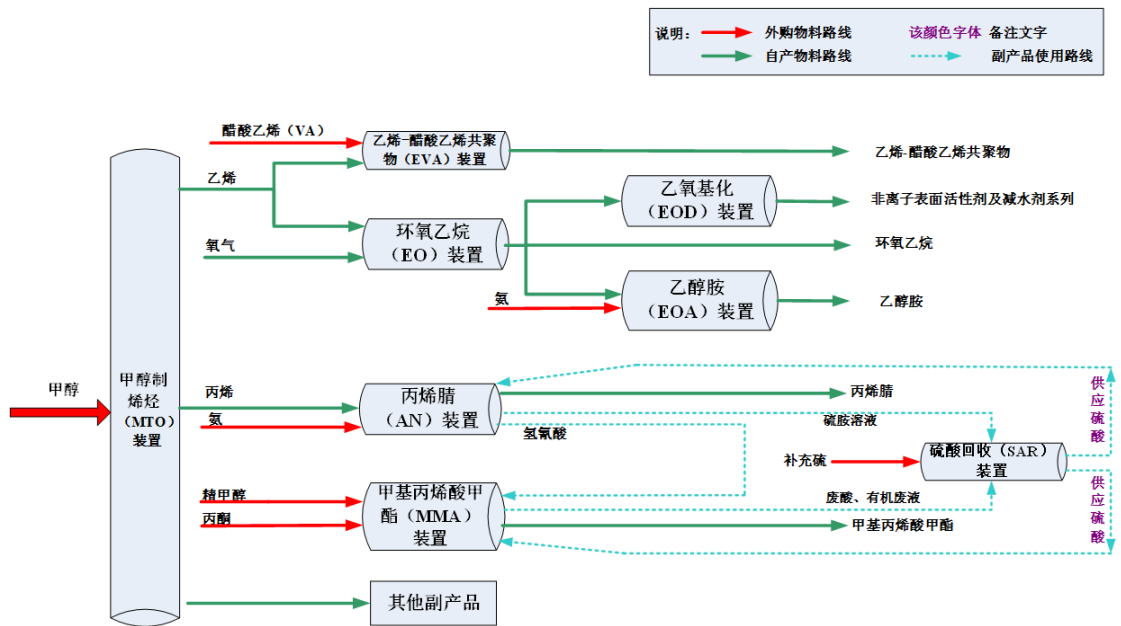 说明：
外购物料路线
该颜色字体 备注文字
自产物料路线
副产品使用路线
醋酸乙烯（VA）
乙烯-醋酸乙烯共聚
物（EVA）装置
乙烯-醋酸乙烯共聚物
乙烯
乙氧基化
（EOD）装置
非离子表面活性剂及减水剂系列
氧气
环氧乙烷
（EO）装置
环氧乙烷
氨
乙醇胺
（EOA）装置
乙醇胺
甲醇
甲醇制
烯烃
（MTO）
装置
丙烯
氨
丙烯腈
（AN）装置
丙烯腈
硫胺溶液
氢氰酸
供应硫酸
补充硫
硫酸回收（SAR）
装置
精甲醇
丙酮
甲基丙烯酸甲
酯（MMA）
装置
废酸、有机废液
甲基丙烯酸甲酯
供应硫酸
其他副产品